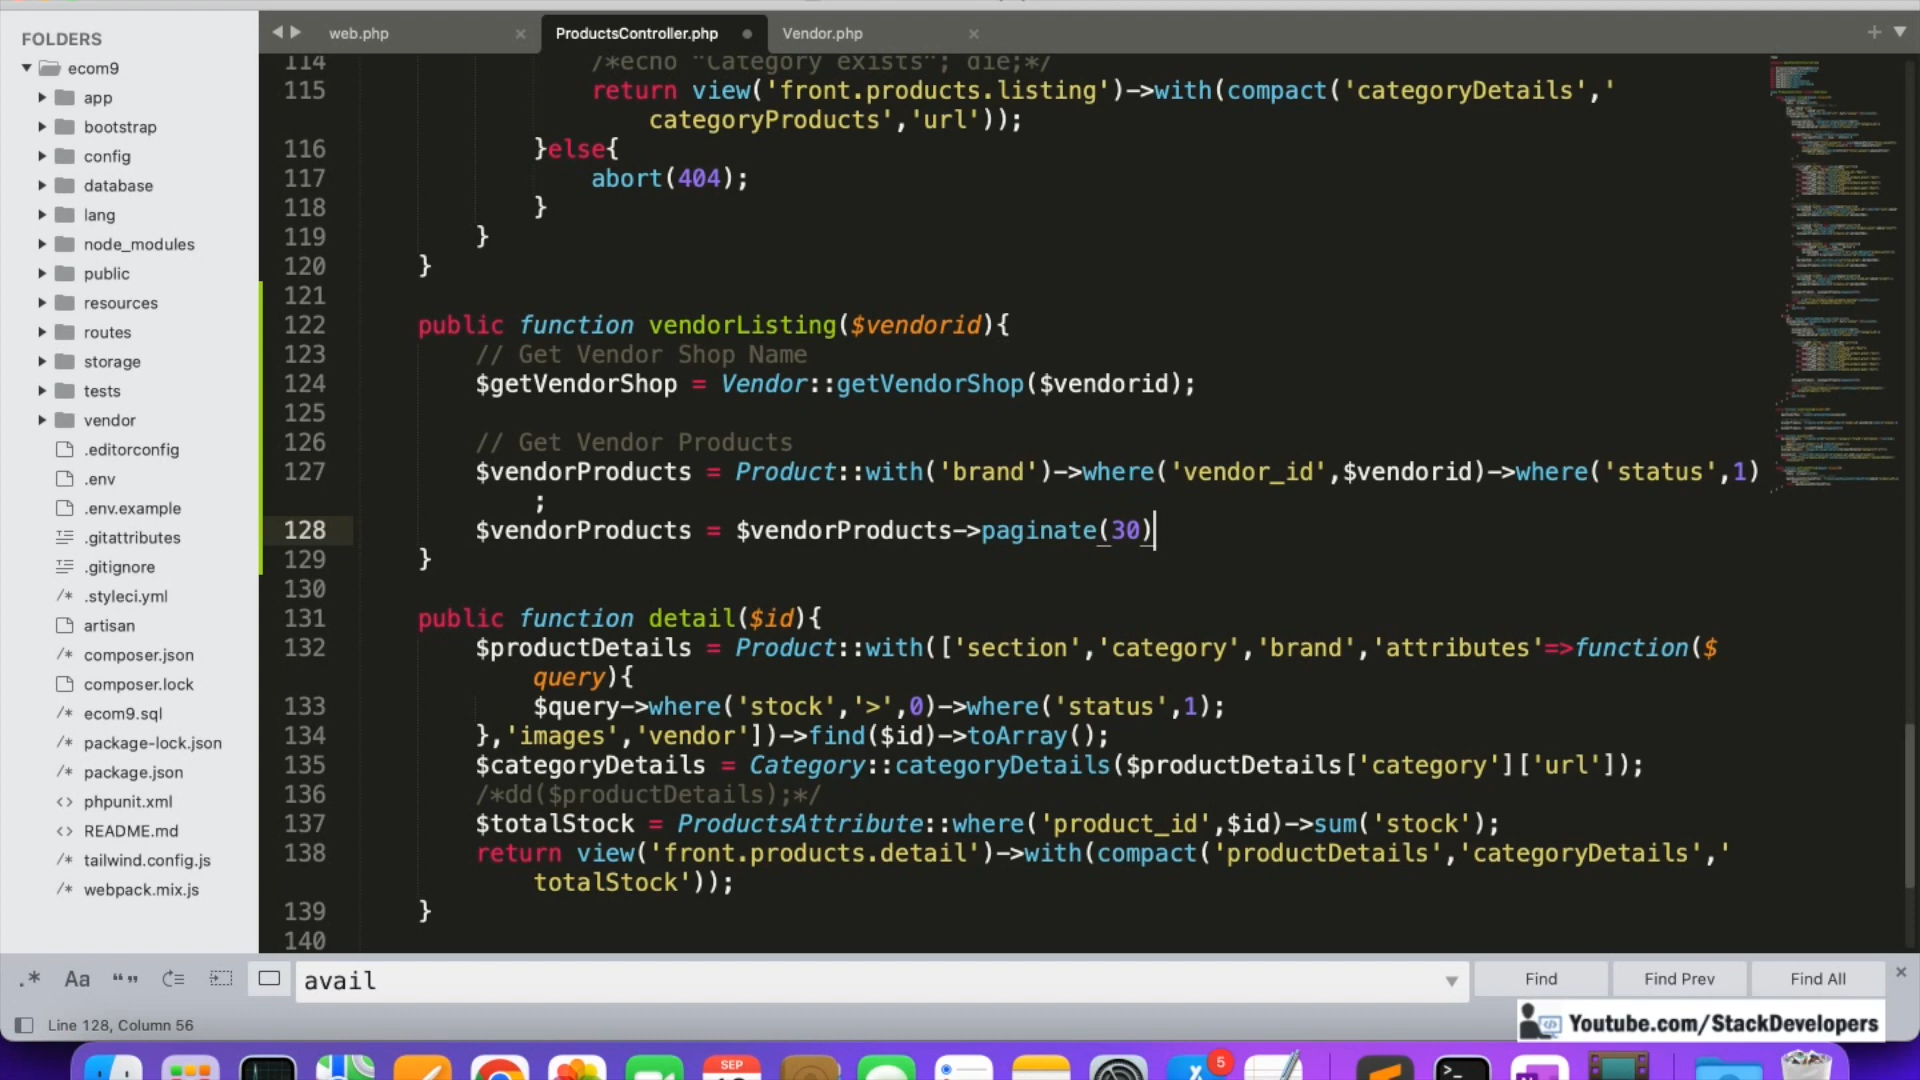 FOLDERS
ecom9
app
bootstrap
config
database
lang
node_modules
public
resources
routes
storage
tests
vendor
.editorconfig
.env
.env.example
.gitattributes
.gitignore
.styleci.yml
artisan
composer.json
composer.lock
ecom9.sql
package-lock.json
package.json
phpunit.xml
README.md
tailwind.config.js
webpack.mix.js
web.php
ProductsController.php
Vendor.php
114 /*echo "Category exists"; die;*/
115 return view('front.products.listing')->with(compact('categoryDetails','
categoryProducts','url'));
116 }else{
117 abort(404);
118 }
119 }
120 }
121
122 public function vendorListing($vendorid){
123 // Get Vendor Shop Name
124 $getVendorShop = Vendor::getVendorShop($vendorid);
125
126 // Get Vendor Products
127 $vendorProducts = Product::with('brand')->where('vendor_id',$vendorid)->where('status',1)
;
128 $vendorProducts = $vendorProducts->paginate(30)
129 }
130
131 public function detail($id){
132 $productDetails = Product::with(['section','category','brand','attributes'=>function($
query){
133 $query->where('stock','>',0)->where('status',1);
134 },'images','vendor'])->find($id)->toArray();
135 $categoryDetails = Category::categoryDetails($productDetails['category']['url']);
136 /*dd($productDetails);*/
137 $totalStock = ProductsAttribute::where('product_id',$id)->sum('stock');
138 return view('front.products.detail')->with(compact('productDetails','categoryDetails','
totalStock'));
139 }
140
.* Aa “” avail Find Find Prev Find All
Line 128, Column 56
Youtube.com/StackDevelopers
SEP
5